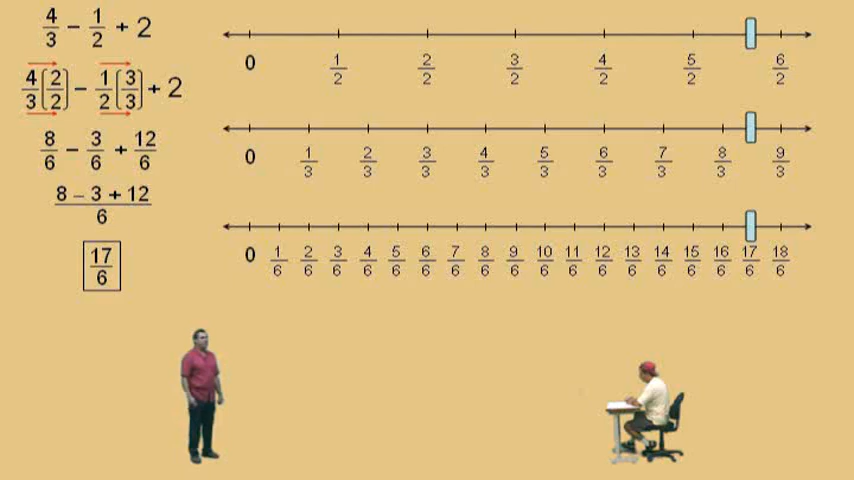 4/3 − 1/2 + 2
4/3(2/2) − 1/2(3/3) + 2
8/6 − 3/6 + 12/6
(8 − 3 + 12)/6
17/6
0 1/2 2/2 3/2 4/2 5/2 6/2
0 1/3 2/3 3/3 4/3 5/3 6/3 7/3 8/3 9/3
0 1/6 2/6 3/6 4/6 5/6 6/6 7/6 8/6 9/6 10/6 11/6 12/6 13/6 14/6 15/6 16/6 17/6 18/6